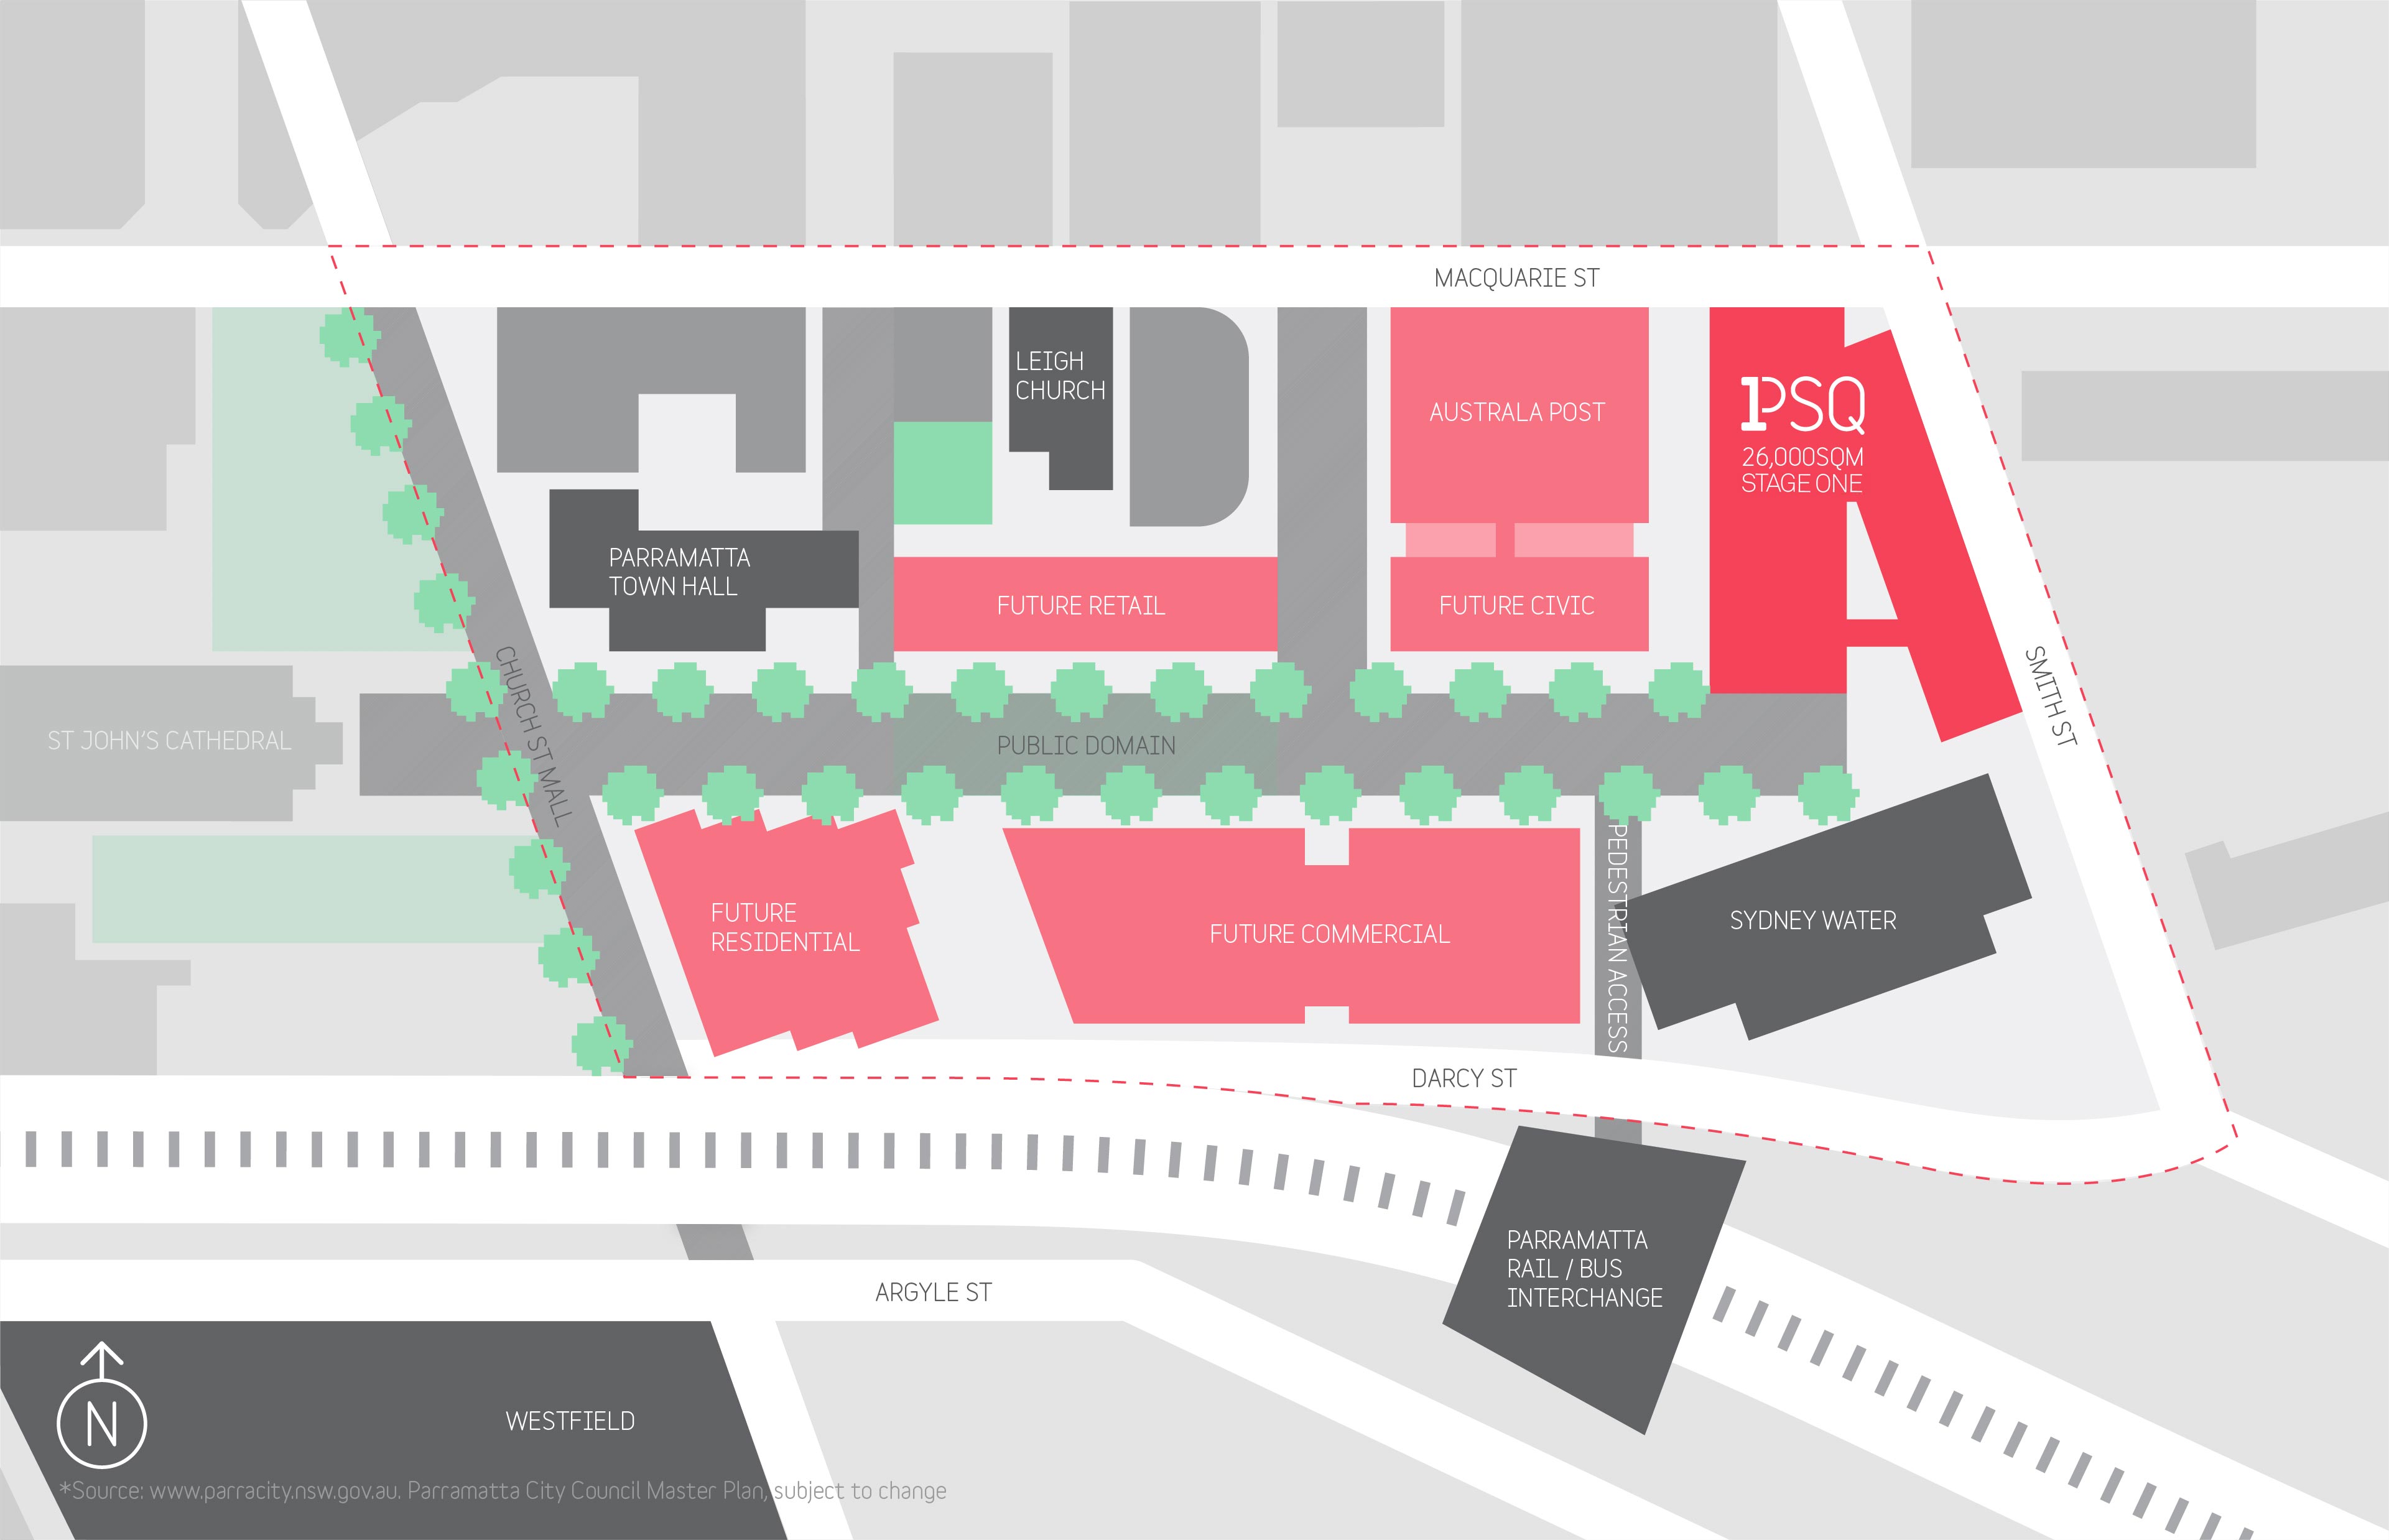 MACQUARIE ST
LEIGH
CHURCH
AUSTRALA POST
1PSQ
26,000SQM
STAGE ONE
PARRAMATTA
TOWN HALL
FUTURE RETAIL
FUTURE CIVIC
CHURCH ST MALL
SMITH ST
ST JOHN'S CATHEDRAL
PUBLIC DOMAIN
FUTURE
RESIDENTIAL
FUTURE COMMERCIAL
PEDESTRIAN ACCESS
SYDNEY WATER
DARCY ST
PARRAMATTA
RAIL / BUS
INTERCHANGE
ARGYLE ST
N
WESTFIELD
*Source: www.parracity.nsw.gov.au. Parramatta City Council Master Plan, subject to change